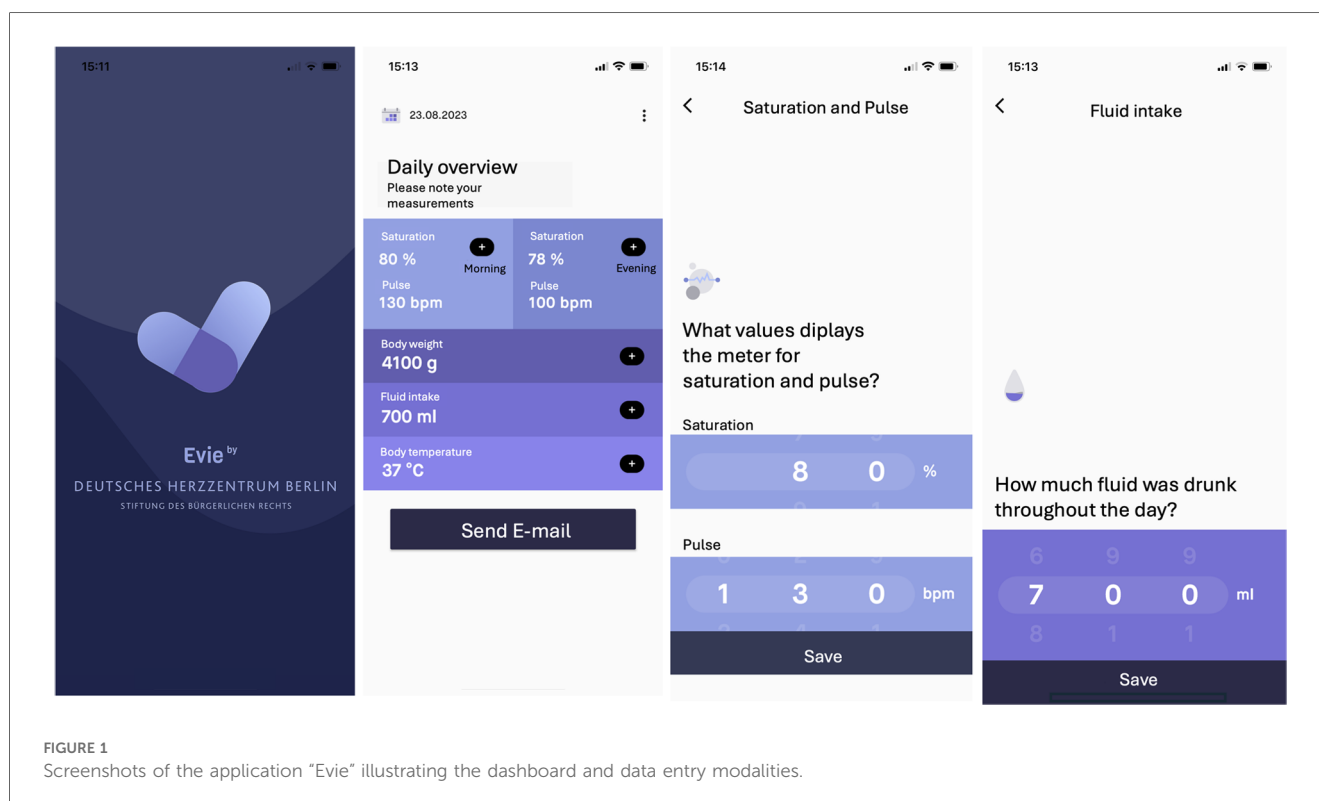 15:11
Evie by
DEUTSCHES HERZZENTRUM BERLIN
STIFTUNG DES BÜRGERLICHEN RECHTS
15:13
23.08.2023
Daily overview
Please note your
measurements
Saturation
80 %
+
Morning
Pulse
130 bpm
Saturation
78 %
+
Evening
Pulse
100 bpm
Body weight
4100 g
+
Fluid intake
700 ml
+
Body temperature
37 °C
+
Send E-mail
15:14
Saturation and Pulse
What values diplays
the meter for
saturation and pulse?
Saturation
8 0 %
Pulse
1 3 0 bpm
Save
15:13
Fluid intake
How much fluid was drunk
throughout the day?
6 9 9
7 0 0 ml
8 1 1
Save
FIGURE 1
Screenshots of the application “Evie” illustrating the dashboard and data entry modalities.